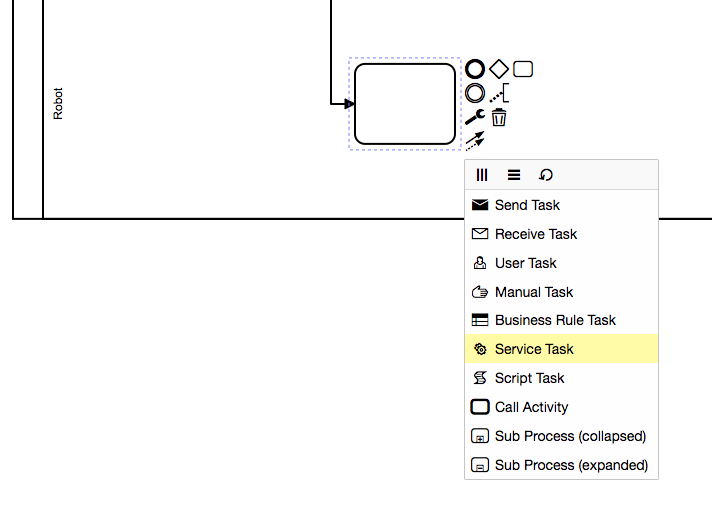 Robot
Send Task
Receive Task
User Task
Manual Task
Business Rule Task
Service Task
Script Task
Call Activity
Sub Process (collapsed)
Sub Process (expanded)